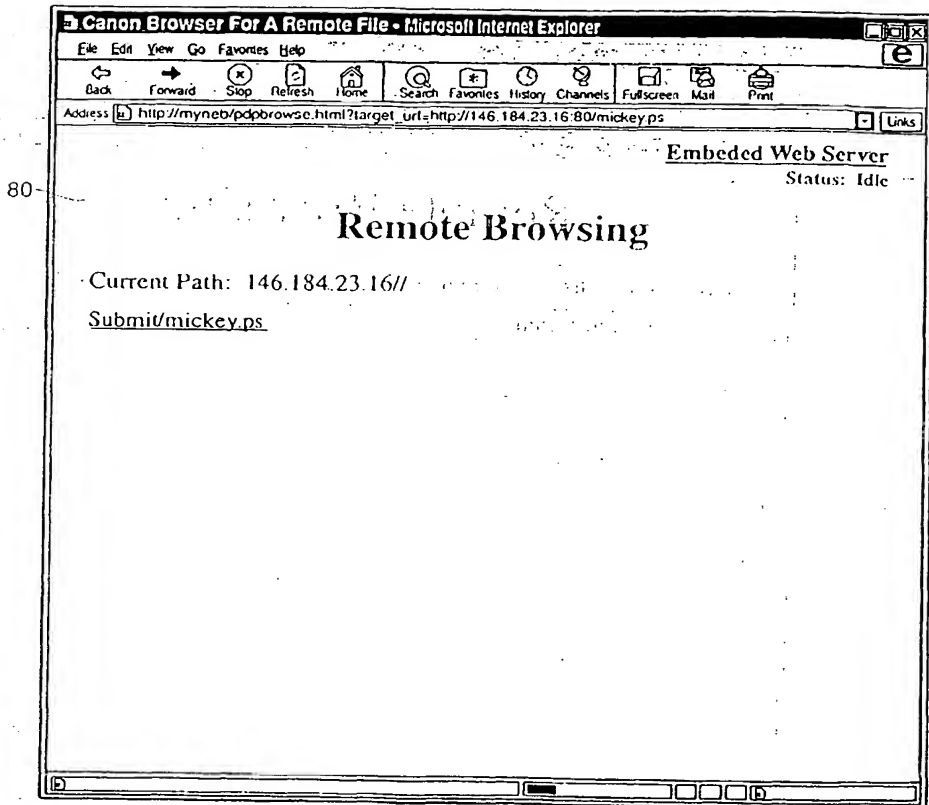 Canon Browser For A Remote File • Microsoft Internet Explorer
File Edit View Go Favorites Help
Back Forward Stop Refresh Home Search Favorites History Channels Fullscreen Mail Print
Address http://myneb/pdpbrowse.html?target_url=http://146.184.23.16:80/mickey.ps Links
Embeded Web Server
Status: Idle
80
Remote Browsing
Current Path: 146.184.23.16//
Submit/mickey.ps